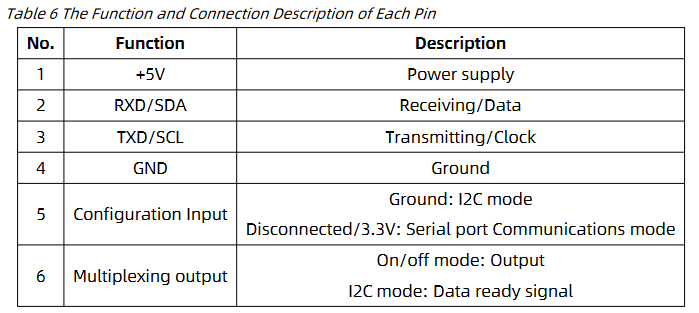 Table 6 The Function and Connection Description of Each Pin
No. Function Description
1 +5V Power supply
2 RXD/SDA Receiving/Data
3 TXD/SCL Transmitting/Clock
4 GND Ground
5 Configuration Input Ground: I2C mode
Disconnected/3.3V: Serial port Communications mode
6 Multiplexing output On/off mode: Output
I2C mode: Data ready signal